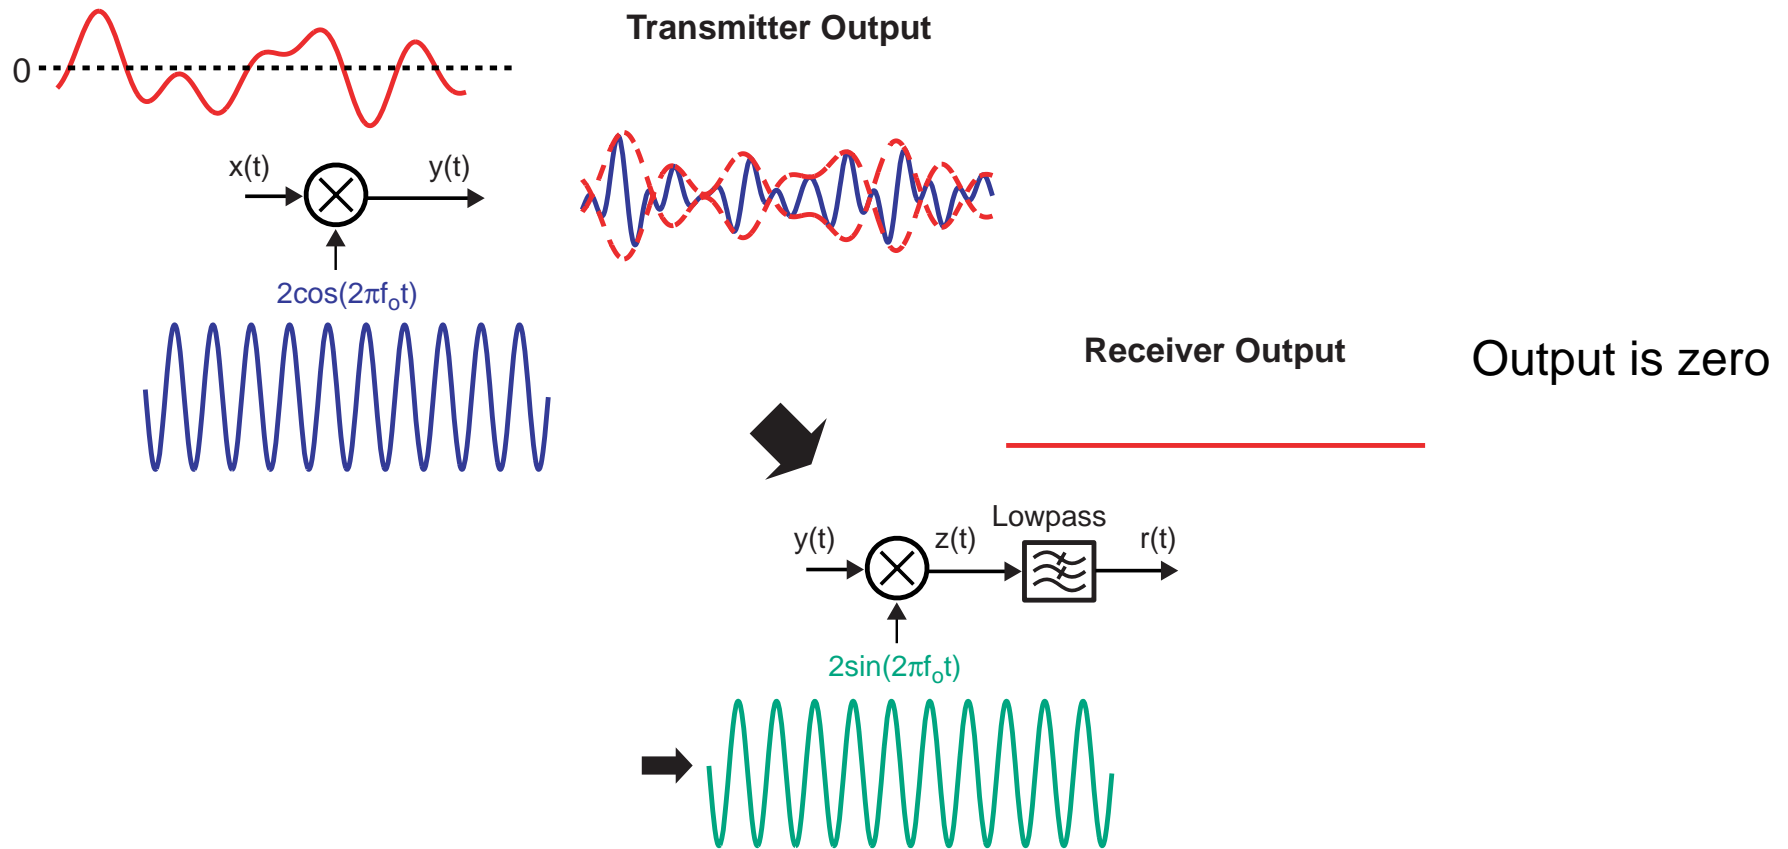 Transmitter Output
0
x(t)
y(t)
2cos(2πfₒt)
Receiver Output
Output is zero
Lowpass
y(t)
z(t)
r(t)
2sin(2πfₒt)